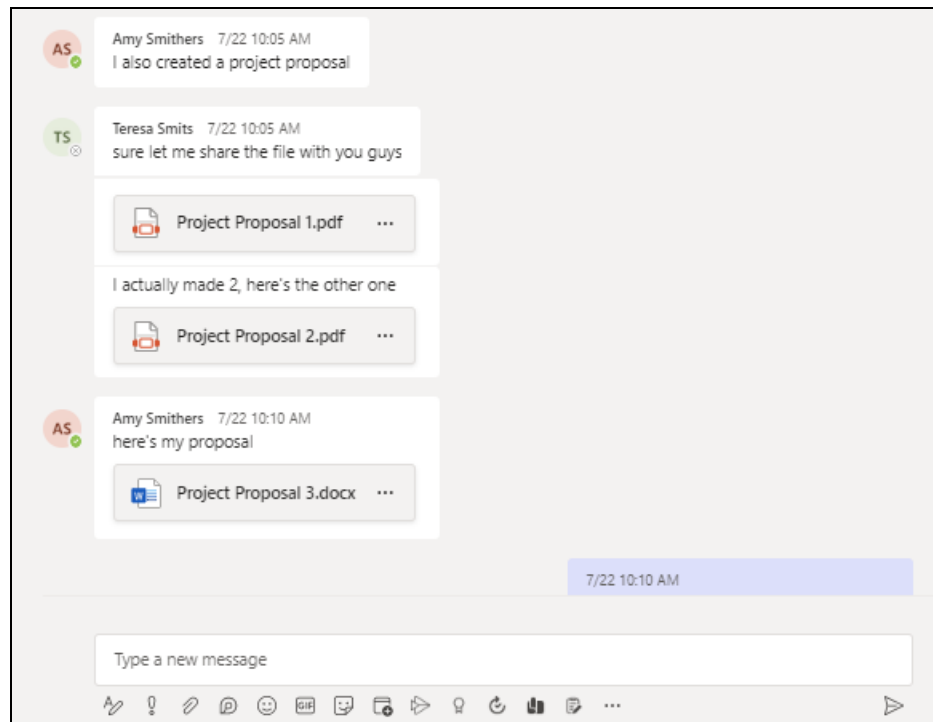 AS
Amy Smithers 7/22 10:05 AM
I also created a project proposal
TS
Teresa Smits 7/22 10:05 AM
sure let me share the file with you guys
Project Proposal 1.pdf ...
I actually made 2, here's the other one
Project Proposal 2.pdf ...
AS
Amy Smithers 7/22 10:10 AM
here's my proposal
W
Project Proposal 3.docx ...
7/22 10:10 AM
Type a new message
GIF
...